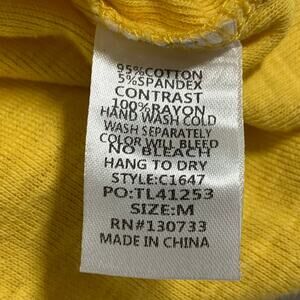 95%COTTON
5%SPANDEX
CONTRAST
100%RAYON
HAND WASH COLD
WASH SEPARATELY
COLOR WILL BLEED
NO BLEACH
HANG TO DRY
STYLE:C1647
PO:TL41253
SIZE:M
RN#130733
MADE IN CHINA